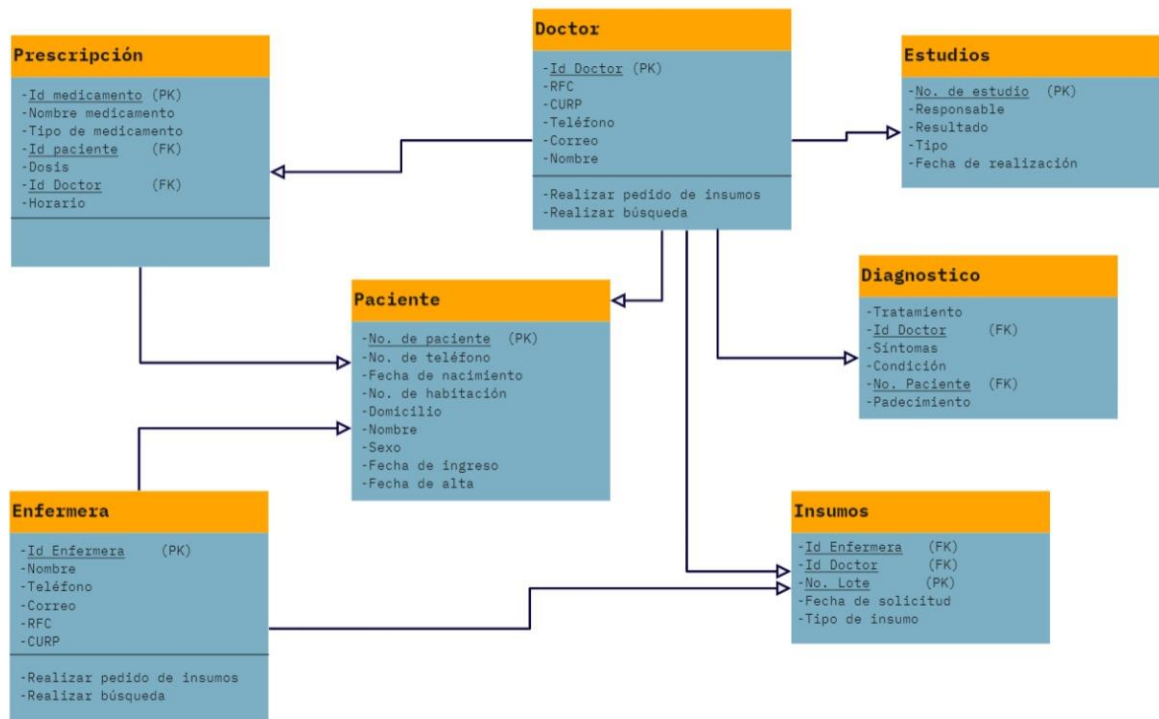 Prescripción
-Id medicamento (PK)
-Nombre medicamento
-Tipo de medicamento
-Id paciente (FK)
-Dosis
-Id Doctor (FK)
-Horario
Doctor
-Id Doctor (PK)
-RFC
-CURP
-Teléfono
-Correo
-Nombre
-Realizar pedido de insumos
-Realizar búsqueda
Estudios
-No. de estudio (PK)
-Responsable
-Resultado
-Tipo
-Fecha de realización
Paciente
-No. de paciente (PK)
-No. de teléfono
-Fecha de nacimiento
-No. de habitación
-Domicilio
-Nombre
-Sexo
-Fecha de ingreso
-Fecha de alta
Diagnostico
-Tratamiento
-Id Doctor (FK)
-Síntomas
-Condición
-No. Paciente (FK)
-Padecimiento
Enfermera
-Id Enfermera (PK)
-Nombre
-Teléfono
-Correo
-RFC
-CURP
-Realizar pedido de insumos
-Realizar búsqueda
Insumos
-Id Enfermera (FK)
-Id Doctor (FK)
-No. Lote (PK)
-Fecha de solicitud
-Tipo de insumo